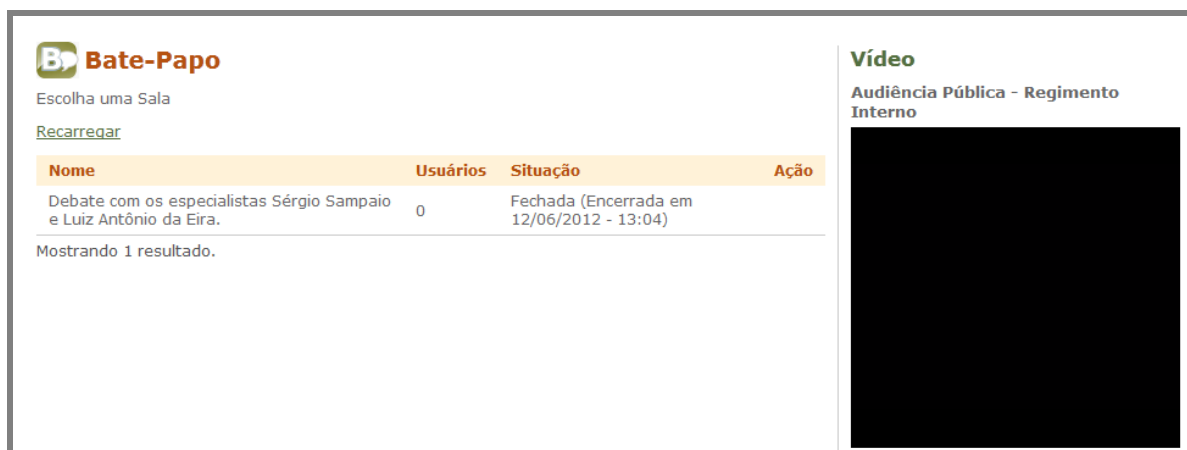 Bate-Papo
Escolha uma Sala
Recarregar
Nome Usuários Situação Ação
Debate com os especialistas Sérgio Sampaio
e Luiz Antônio da Eira.
0
Fechada (Encerrada em
12/06/2012 - 13:04)
Mostrando 1 resultado.
Vídeo
Audiência Pública - Regimento
Interno